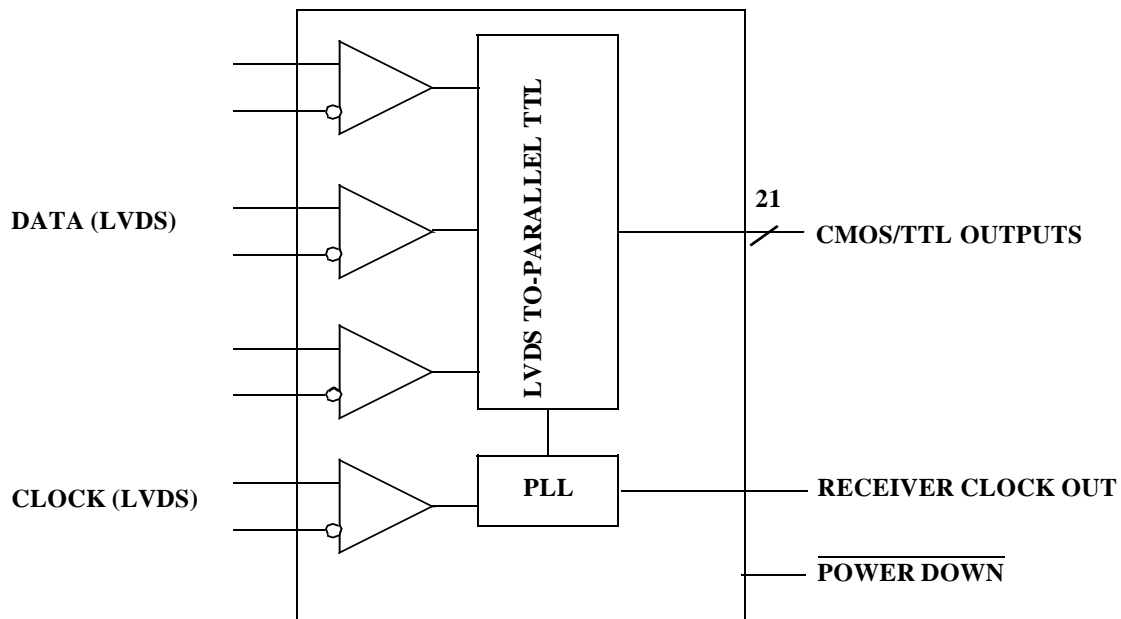 LVDS TO-PARALLEL TTL
21
DATA (LVDS)
CMOS/TTL OUTPUTS
PLL
CLOCK (LVDS)
RECEIVER CLOCK OUT
POWER DOWN